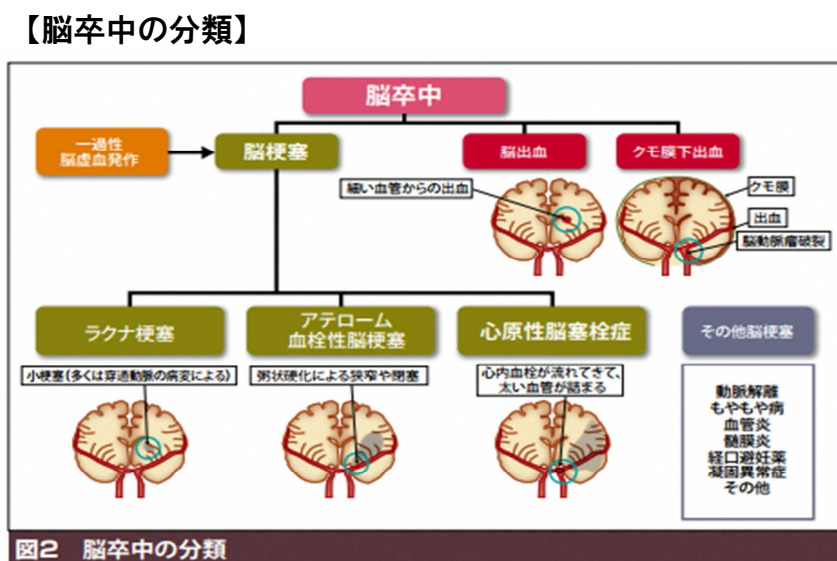 【脳卒中の分類】
脳卒中
一過性
脳虚血発作
脳梗塞
脳出血
クモ膜下出血
細い血管からの出血
クモ膜
出血
脳動脈瘤破裂
ラクナ梗塞
アテローム
血栓性脳梗塞
心原性脳塞栓症
その他脳梗塞
小梗塞(多くは穿通動脈の病変による)
粥状硬化による狭窄や閉塞
心内血栓が流れてきて、
太い血管が詰まる
動脈解離
もやもや病
血管炎
髄膜炎
経口避妊薬
凝固異常症
その他
図2 脳卒中の分類